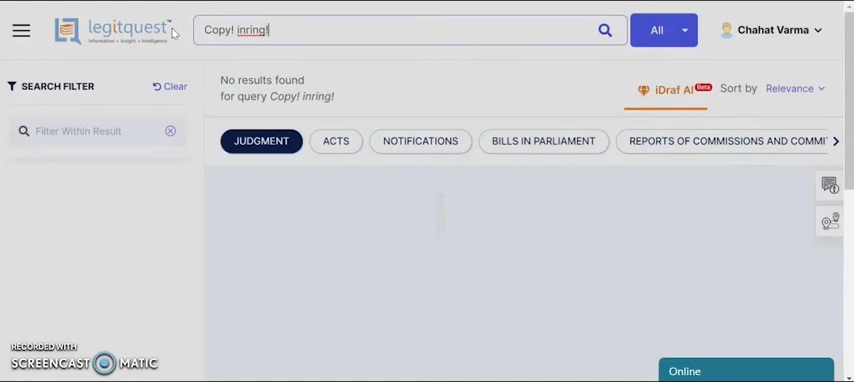 legitquest™
Information • Insight • Intelligence
Copy! inring!
All
Chahat Varma
SEARCH FILTER
Clear
No results found
for query Copy! inring!
iDraf AI Beta
Sort by
Relevance
Filter Within Result
JUDGMENT
ACTS
NOTIFICATIONS
BILLS IN PARLIAMENT
REPORTS OF COMMISSIONS AND COMMI
RECORDED WITH
SCREENCAST MATIC
Online